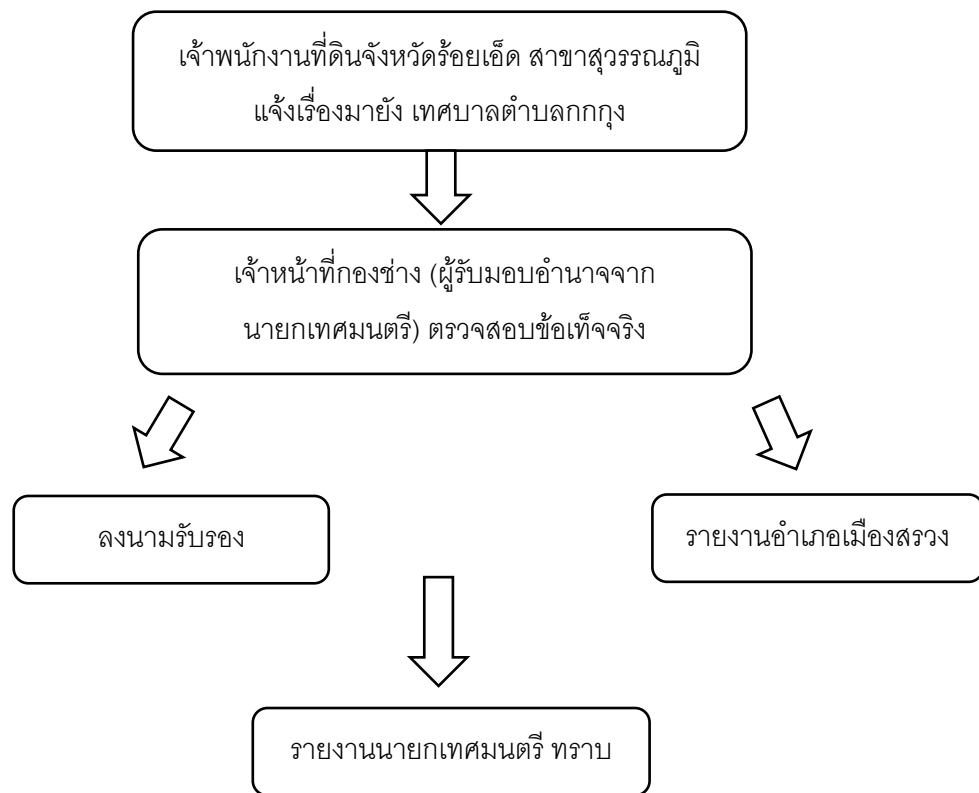 เจ้าพนักงานที่ดินจังหวัดร้อยเอ็ด สาขาสุวรรณภูมิ
แจ้งเรื่องมายัง เทศบาลตำบลกกกุง
เจ้าหน้าที่กองช่าง (ผู้รับมอบอำนาจจาก
นายกเทศมนตรี) ตรวจสอบข้อเท็จจริง
ลงนามรับรอง
รายงานอำเภอเมืองสรวง
รายงานนายกเทศมนตรี ทราบ